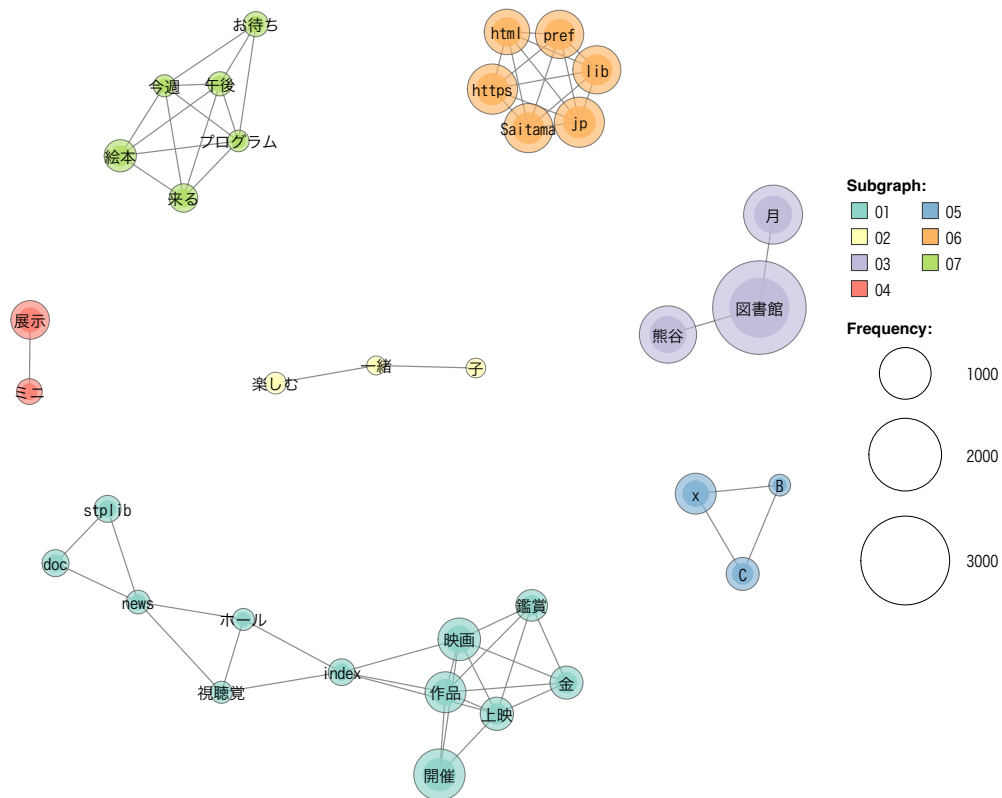 お待ち
今週
午後
プログラム
絵本
来る
html
pref
lib
https
Saitama
jp
月
図書館
熊谷
展示
ミニ
楽しむ
一緒
子
x
B
C
stplib
doc
news
ホール
視聴覚
index
映画
鑑賞
作品
金
上映
開催
Subgraph:
01
05
02
06
03
07
04
Frequency:
1000
2000
3000